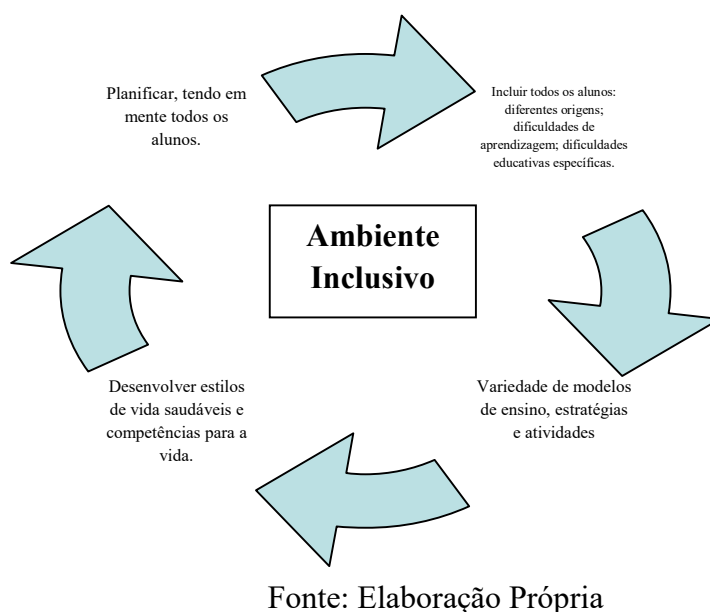 Planificar, tendo em
mente todos os
alunos.
Incluir todos os alunos:
diferentes origens;
dificuldades de
aprendizagem; dificuldades
educativas específicas.
Ambiente
Inclusivo
Desenvolver estilos
de vida saudáveis e
competências para a
vida.
Variedade de modelos
de ensino, estratégias
e atividades
Fonte: Elaboração Própria